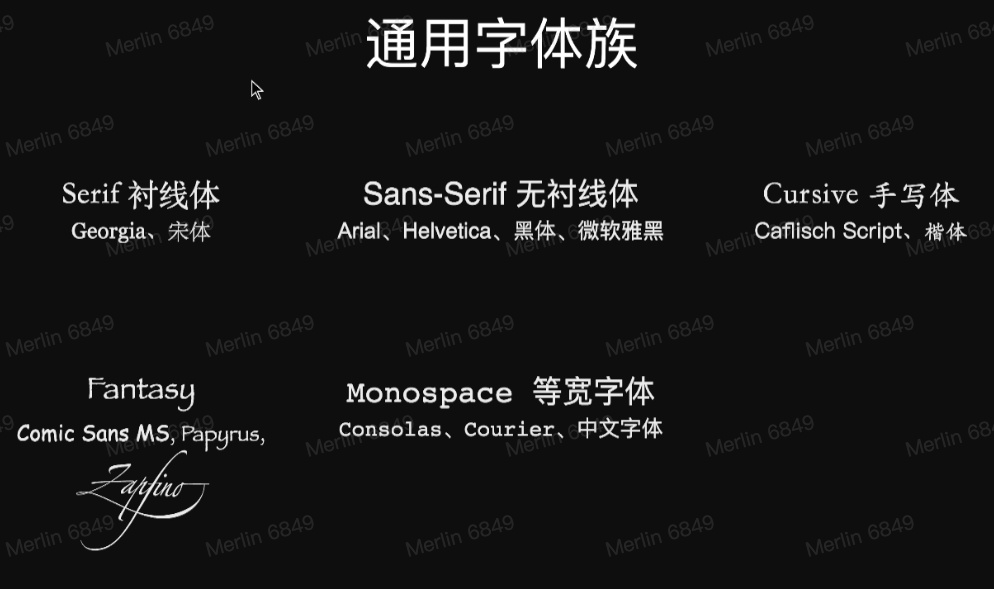 通用字体族
Serif 衬线体
Georgia、宋体
Sans-Serif 无衬线体
Arial、Helvetica、黑体、微软雅黑
Cursive 手写体
Caflisch Script、楷体
Fantasy
Comic Sans MS, Papyrus,
Zapfino
Monospace 等宽字体
Consolas、Courier、中文字体
Merlin 6849